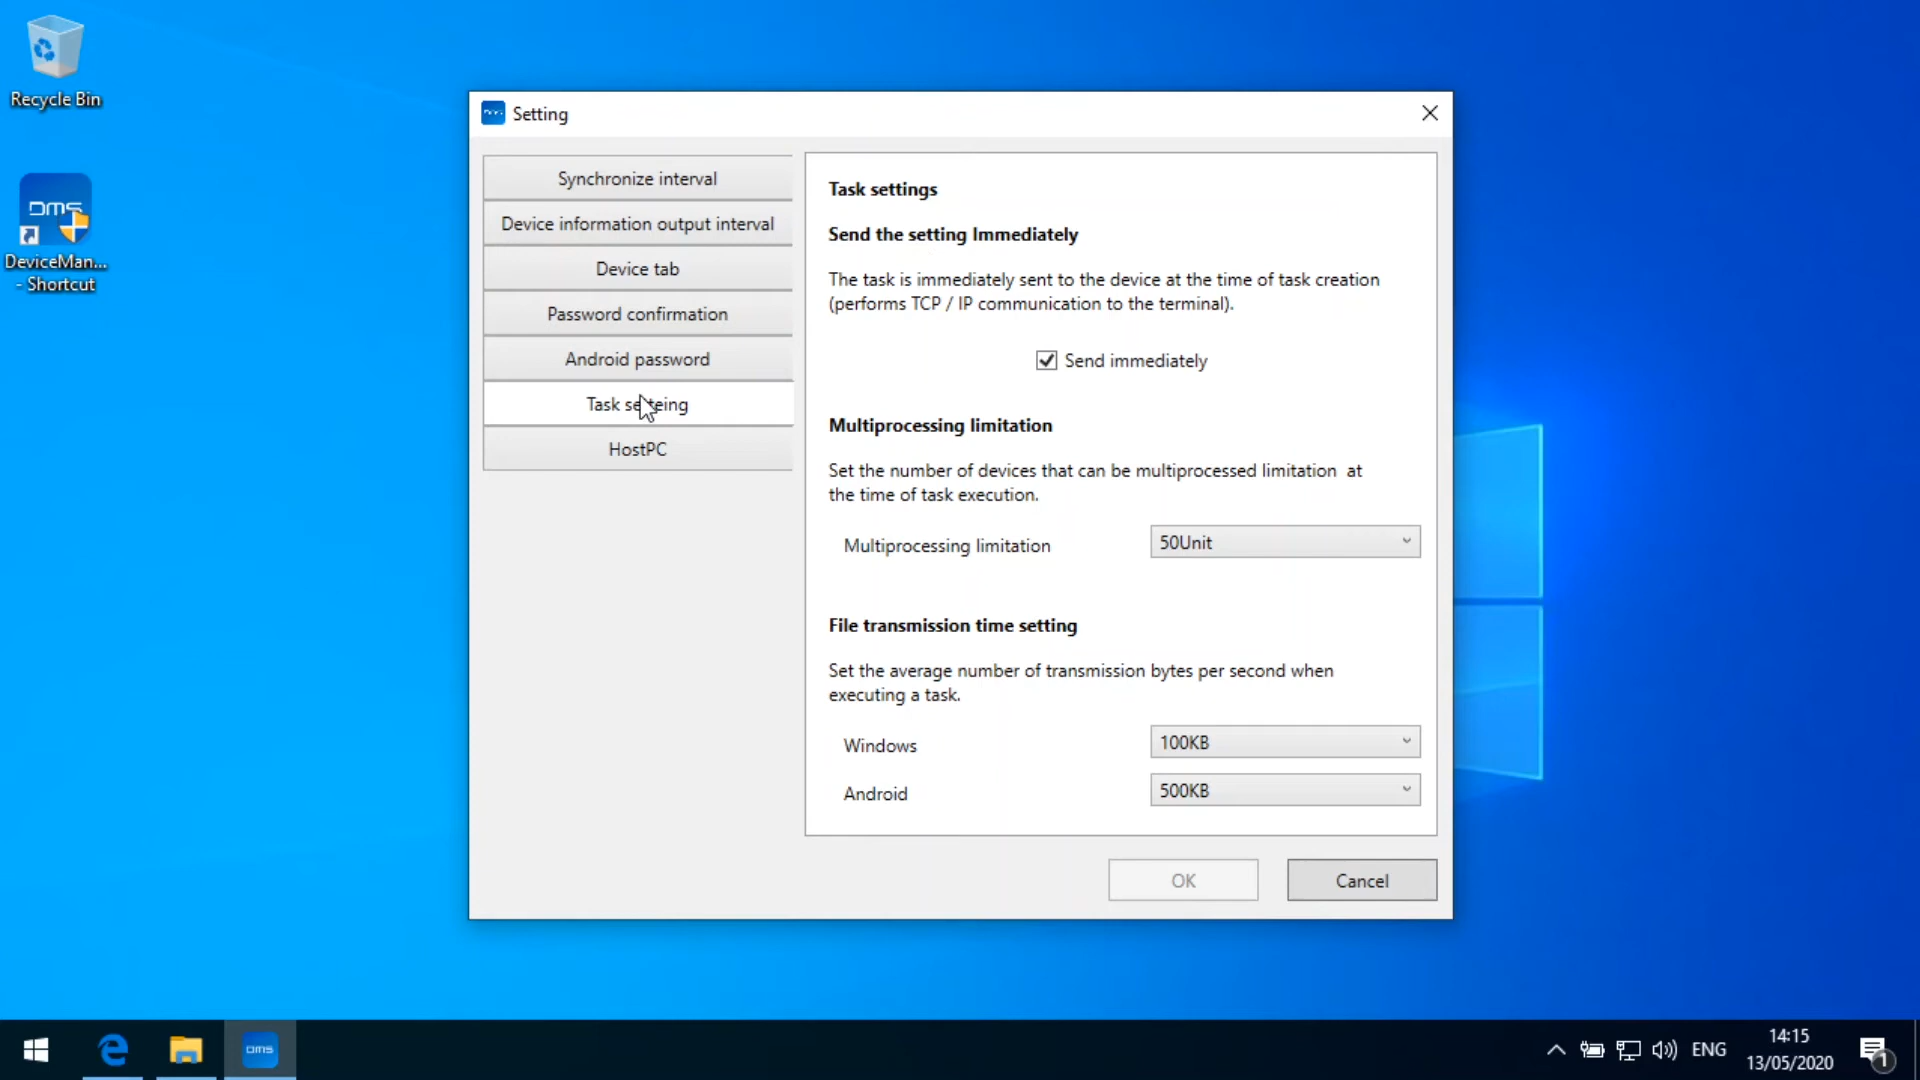 Recycle Bin
DMS
DeviceMan...
- Shortcut
Setting
Synchronize interval
Device information output interval
Device tab
Password confirmation
Android password
Task setteing
HostPC
Task settings
Send the setting Immediately
The task is immediately sent to the device at the time of task creation
(performs TCP / IP communication to the terminal).
Send immediately
Multiprocessing limitation
Set the number of devices that can be multiprocessed limitation at
the time of task execution.
Multiprocessing limitation
50Unit
File transmission time setting
Set the average number of transmission bytes per second when
executing a task.
Windows
100KB
Android
500KB
OK
Cancel
DMS
ENG
14:15
13/05/2020
1